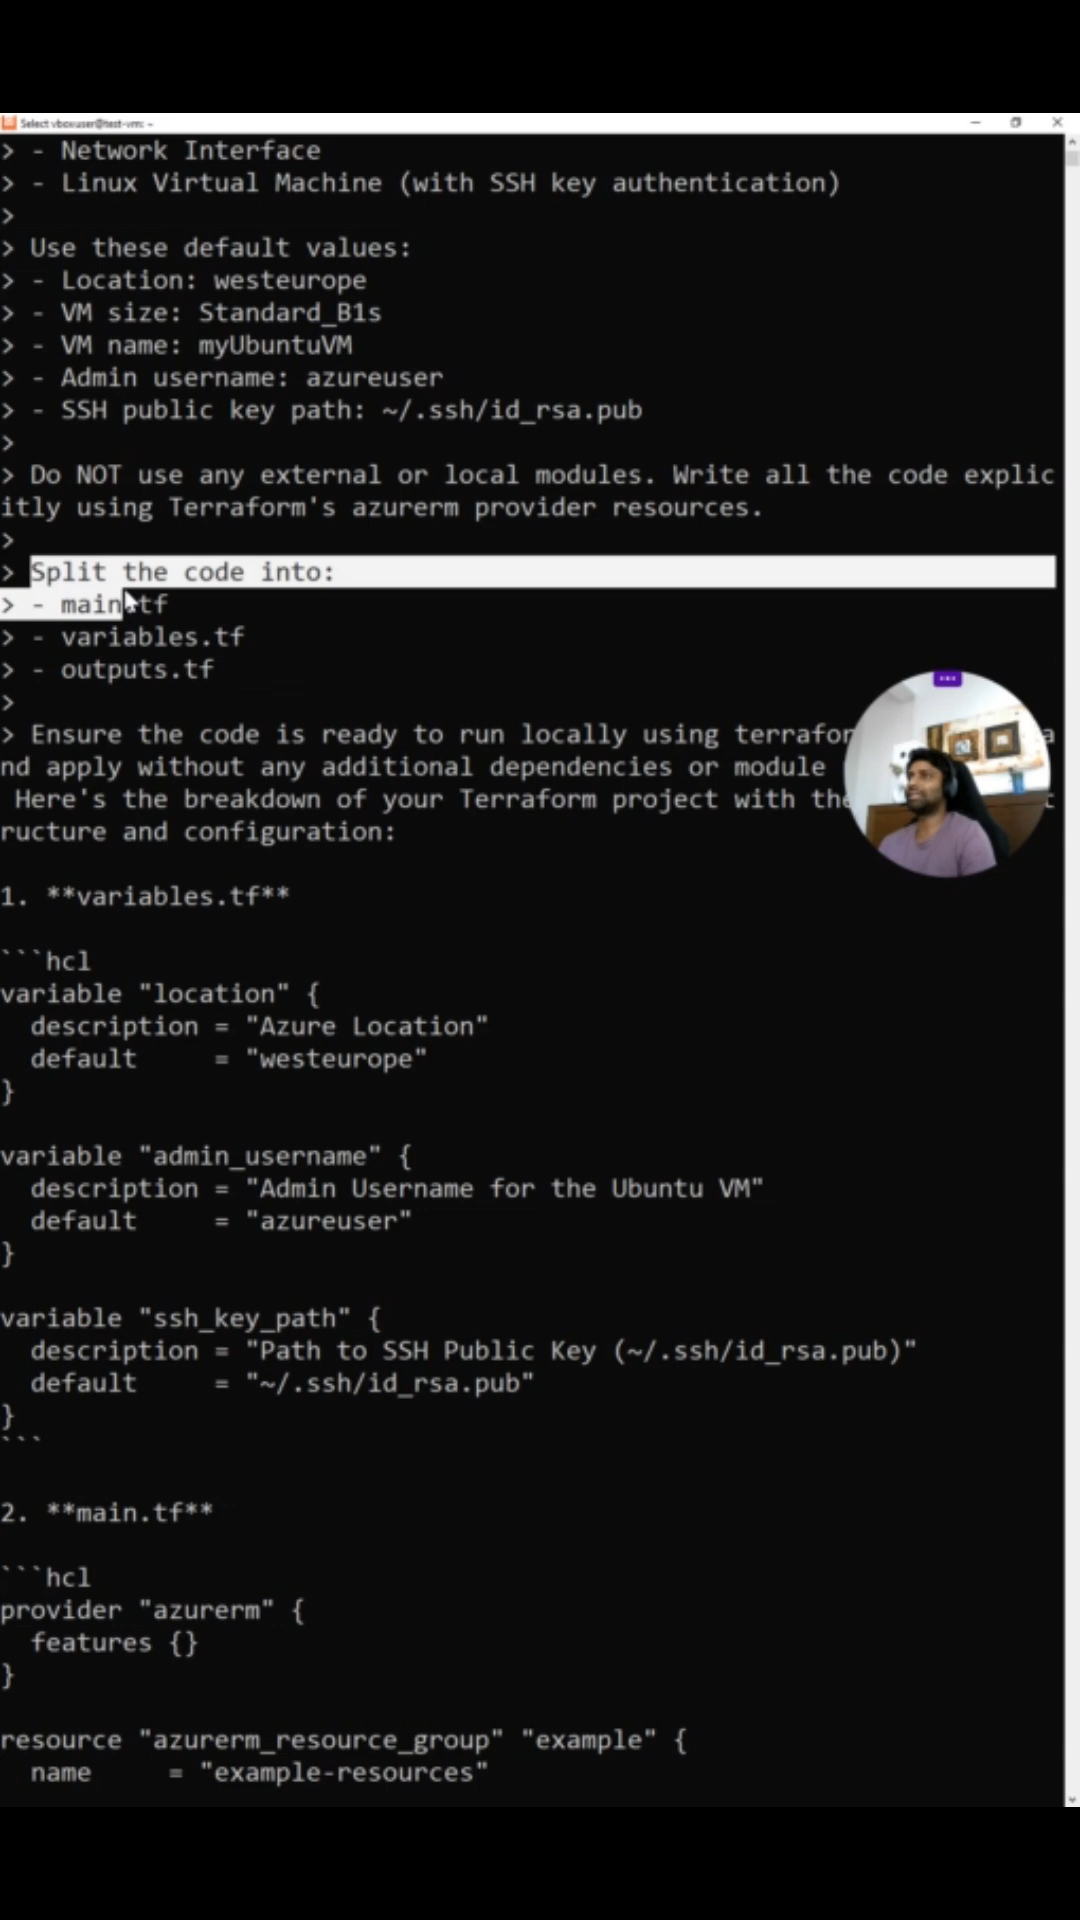 Select vboxuser@test-vm: ~
> - Network Interface
> - Linux Virtual Machine (with SSH key authentication)
>
> Use these default values:
> - Location: westeurope
> - VM size: Standard_B1s
> - VM name: myUbuntuVM
> - Admin username: azureuser
> - SSH public key path: ~/.ssh/id_rsa.pub
>
> Do NOT use any external or local modules. Write all the code explic
itly using Terraform's azurerm provider resources.
>
> Split the code into:
> - main.tf
> - variables.tf
> - outputs.tf
>
> Ensure the code is ready to run locally using a
nd apply without any additional dependencies or module
Here's the breakdown of your Terraform project with t
ructure and configuration:
1. **variables.tf**
```hcl
variable "location" {
  description = "Azure Location"
  default     = "westeurope"
}
variable "admin_username" {
  description = "Admin Username for the Ubuntu VM"
  default     = "azureuser"
}
variable "ssh_key_path" {
  description = "Path to SSH Public Key (~/.ssh/id_rsa.pub)"
  default     = "~/.ssh/id_rsa.pub"
}
```
2. **main.tf**
```hcl
provider "azurerm" {
  features {}
}
resource "azurerm_resource_group" "example" {
  name     = "example-resources"